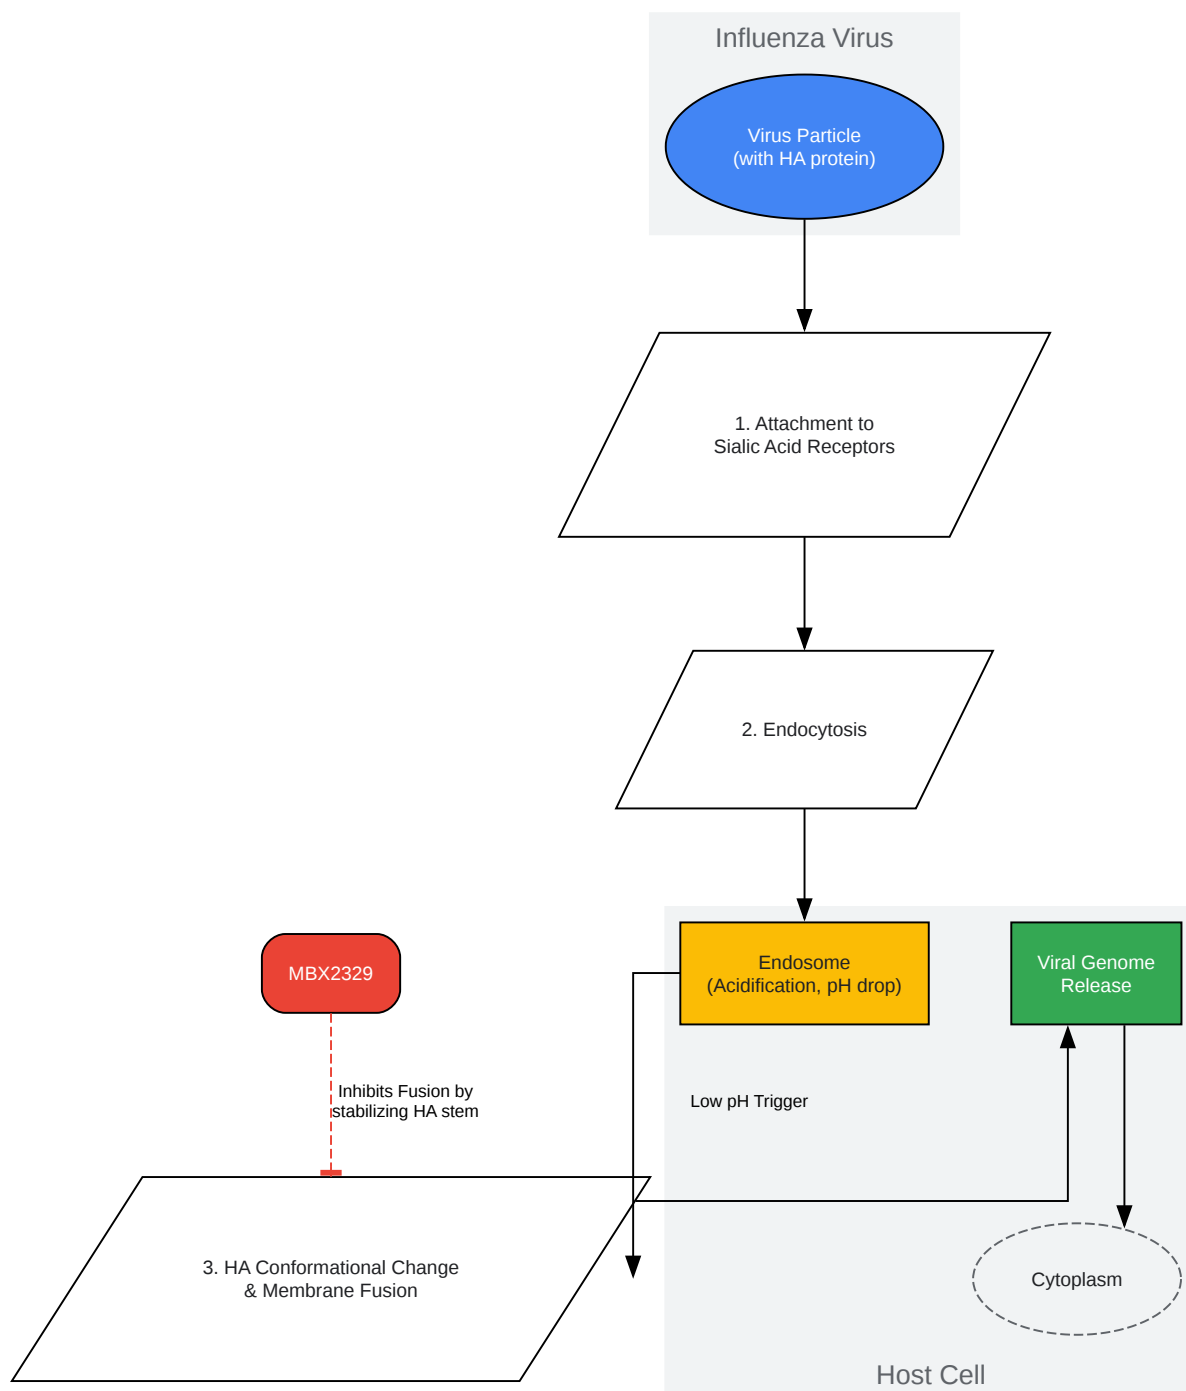 Influenza Virus
Virus Particle
(with HA protein)
1. Attachment to
Sialic Acid Receptors
2. Endocytosis
Endosome
(Acidification, pH drop)
Viral Genome
Release
MBX2329
Inhibits Fusion by
stabilizing HA stem
Low pH Trigger
3. HA Conformational Change
& Membrane Fusion
Cytoplasm
Host Cell